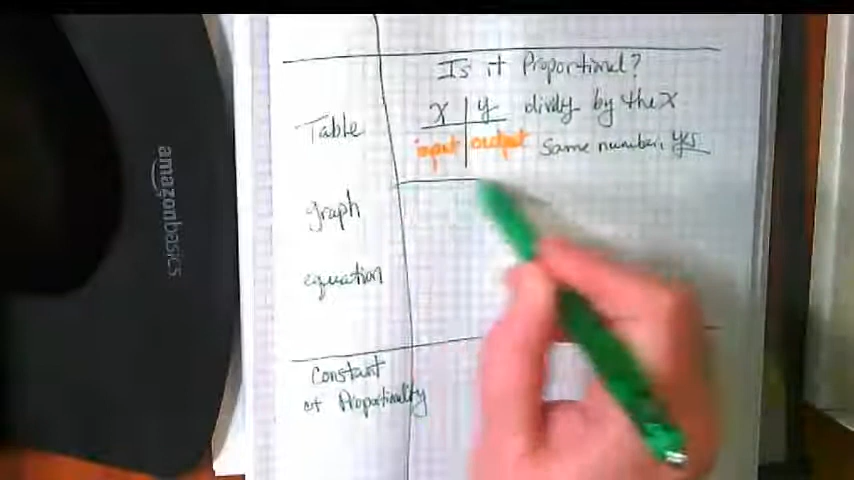 Is it Proportional?
Table
x y divide by the x
input output Same number, yes
graph
equation
Constant
of Proportionality
amazonbasics